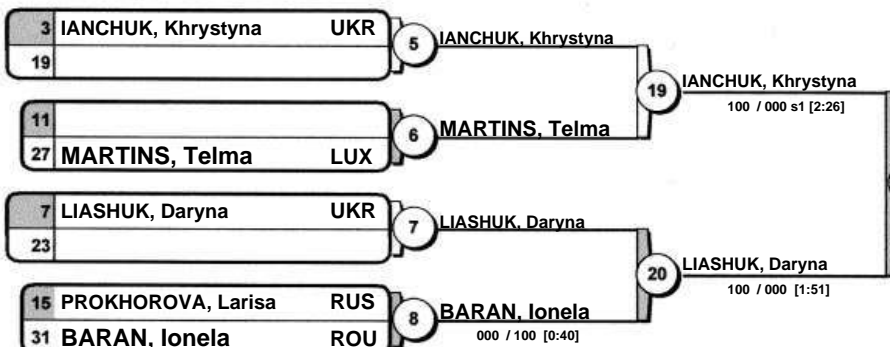 3 IANCHUK, Khrystyna UKR
19
5 IANCHUK, Khrystyna
19 IANCHUK, Khrystyna
100 / 000 s1 [2:26]
11
27 MARTINS, Telma LUX
6 MARTINS, Telma
7 LIASHUK, Daryna UKR
23
7 LIASHUK, Daryna
20 LIASHUK, Daryna
100 / 000 [1:51]
15 PROKHOROVA, Larisa RUS
31 BARAN, Ionela ROU
8 BARAN, Ionela
000 / 100 [0:40]